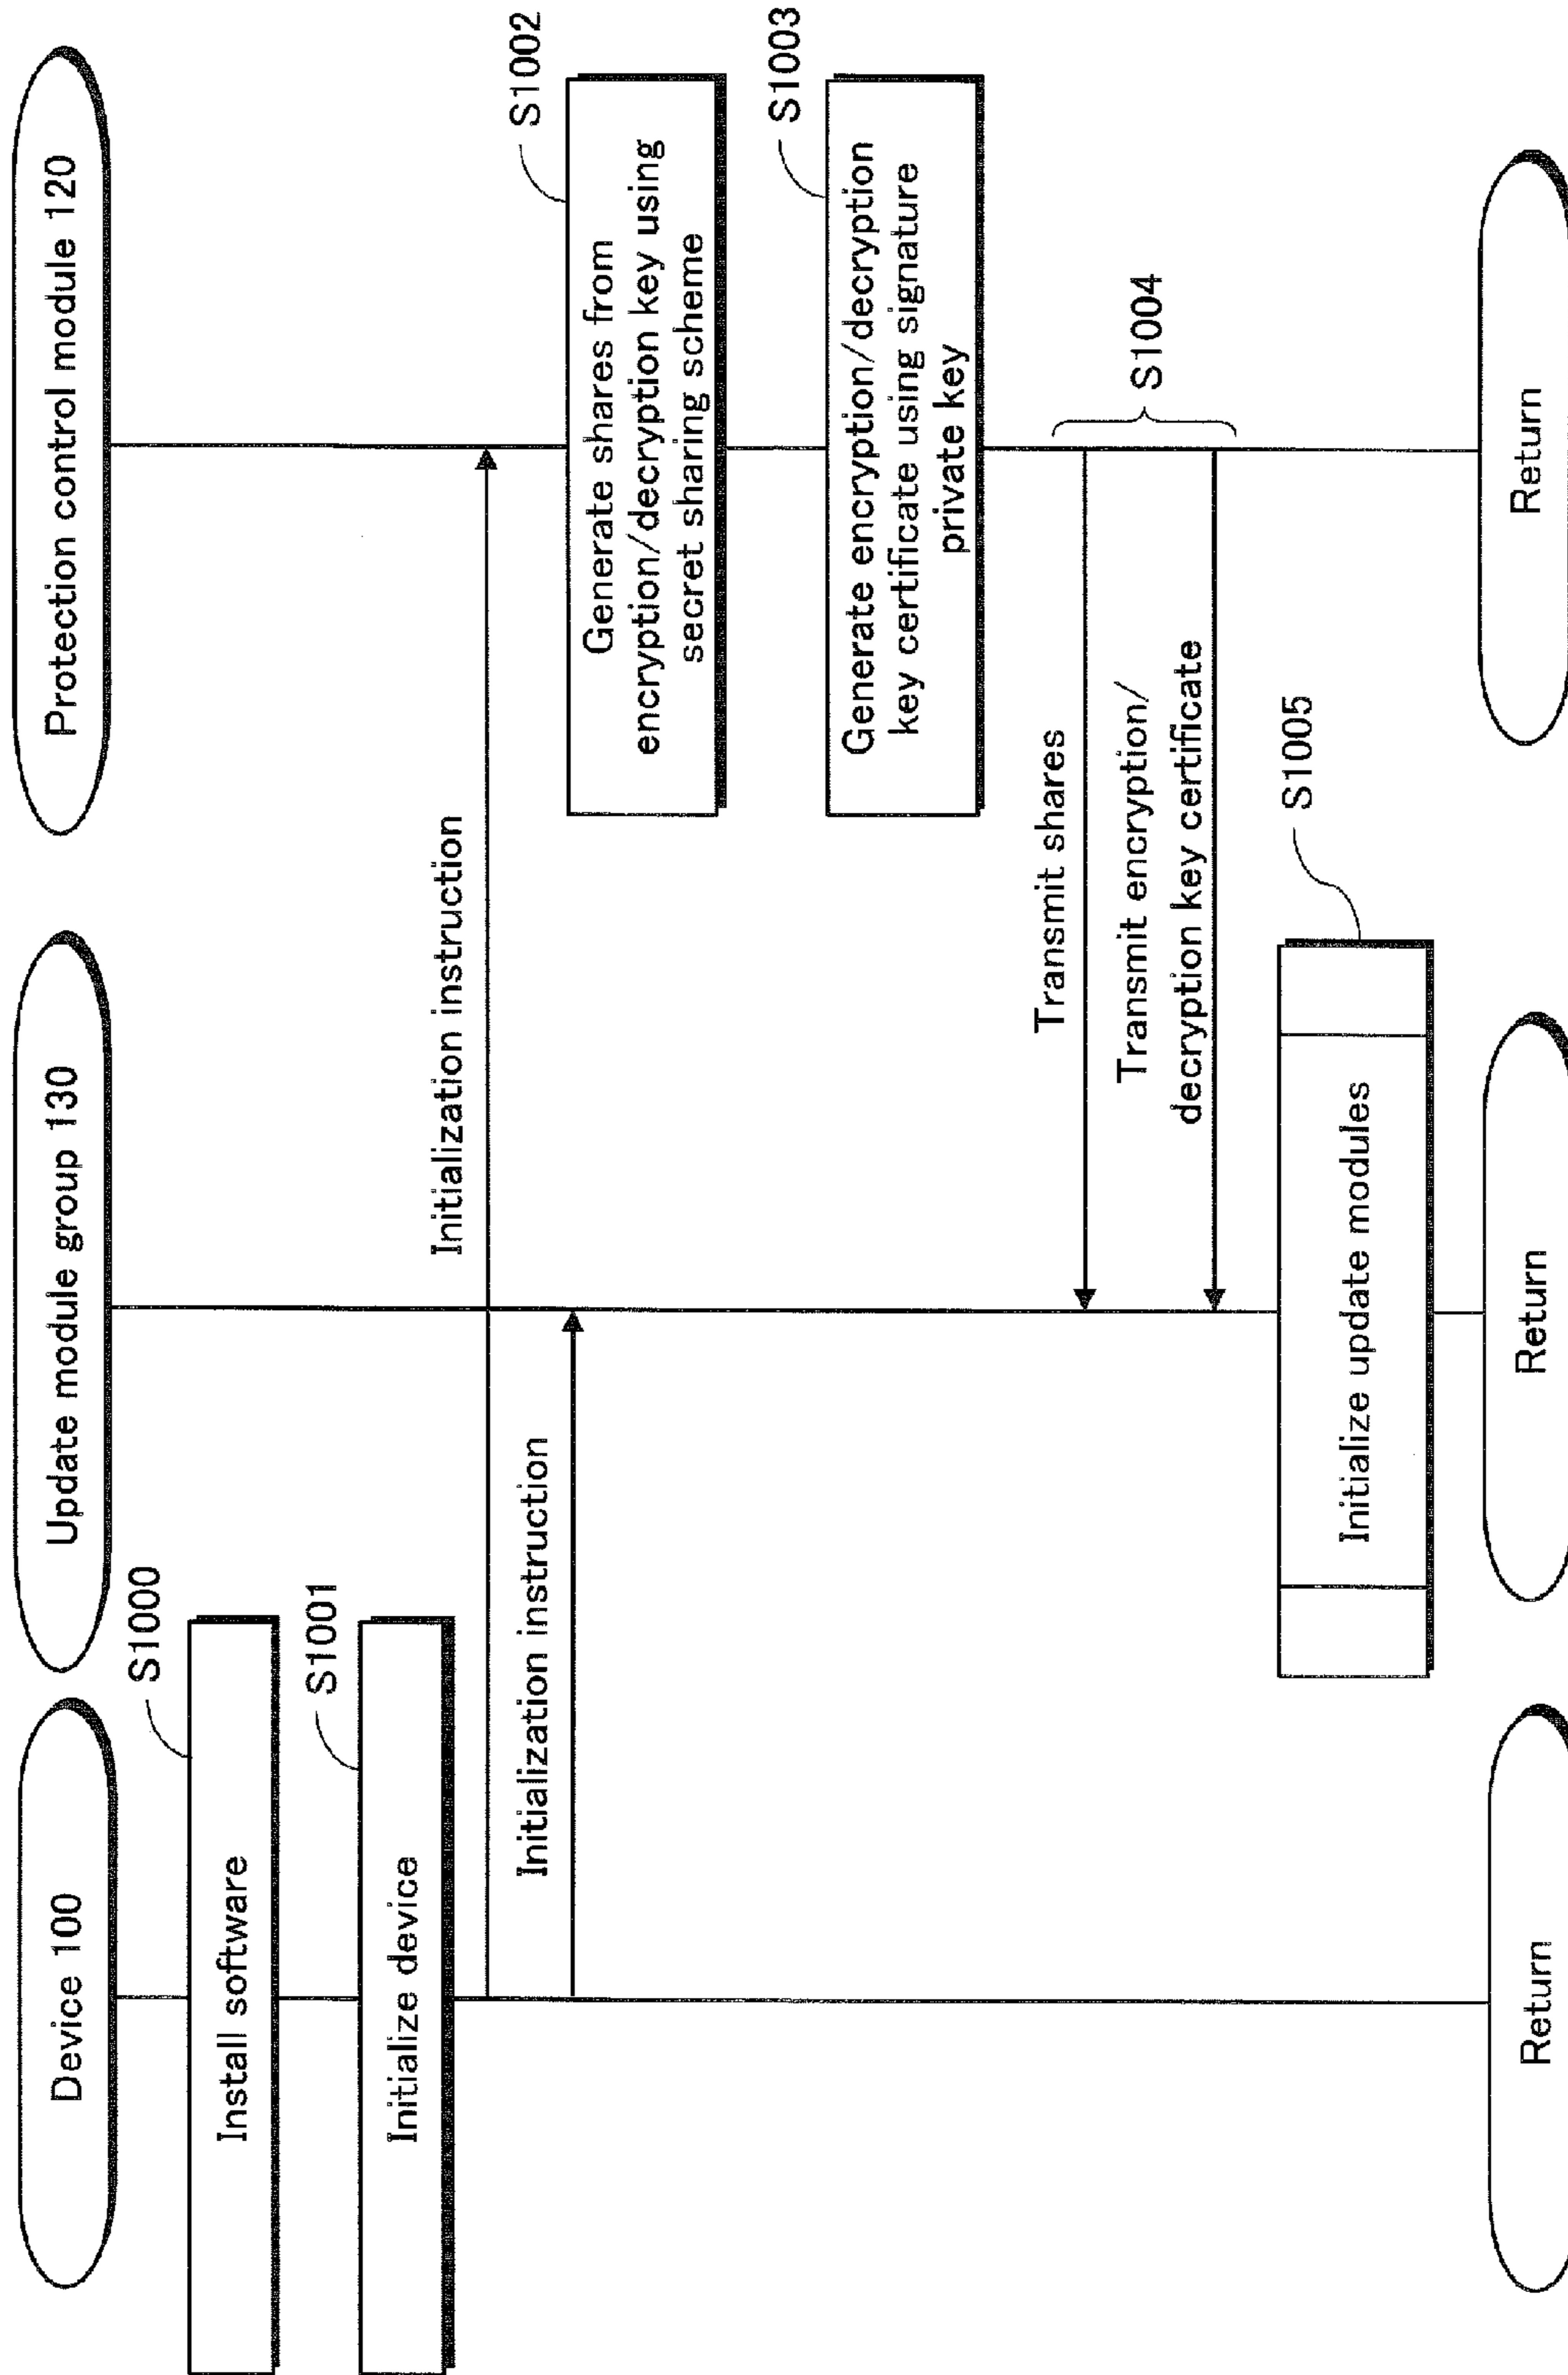 Device 100
Update module group 130
Protection control module 120
S1000
Install software
S1001
Initialize device
Initialization instruction
Initialization instruction
S1002
Generate shares from
encryption/decryption key using
secret sharing scheme
S1003
Generate encryption/decryption
key certificate using signature
private key
Transmit shares
S1004
Transmit encryption/
decryption key certificate
S1005
Initialize update modules
Return
Return
Return